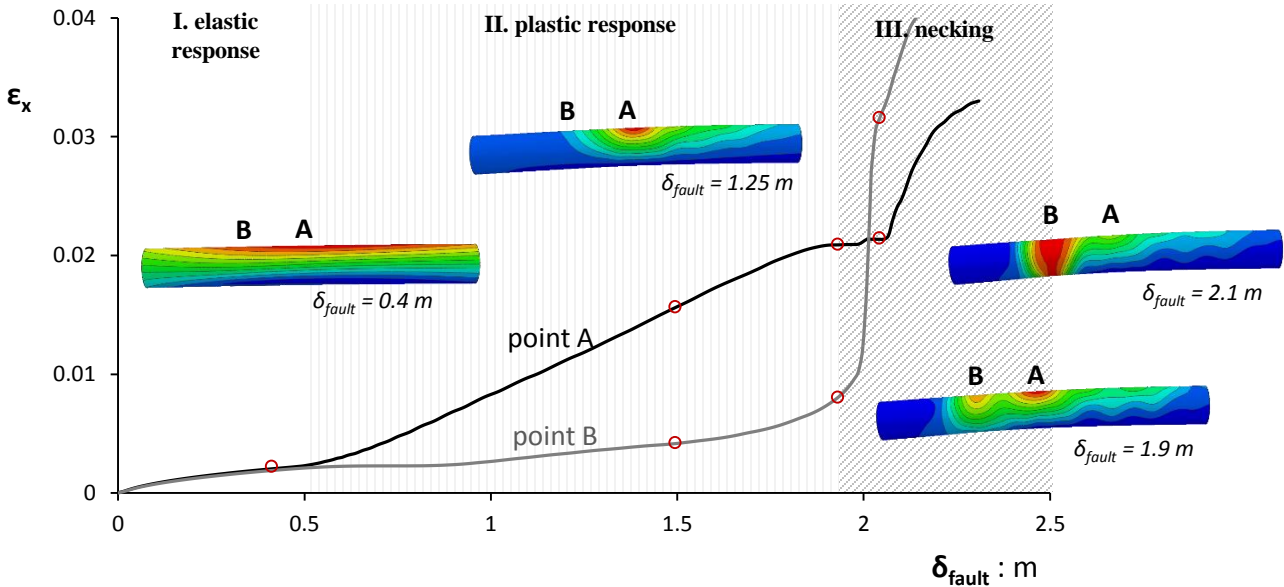 0.04
I. elastic
response
II. plastic response
III. necking
εx
0.03
B A
δfault = 1.25 m
0.02
B A
δfault = 0.4 m
B A
δfault = 2.1 m
point A
0.01
B A
point B
δfault = 1.9 m
0
0 0.5 1 1.5 2 2.5
δfault : m